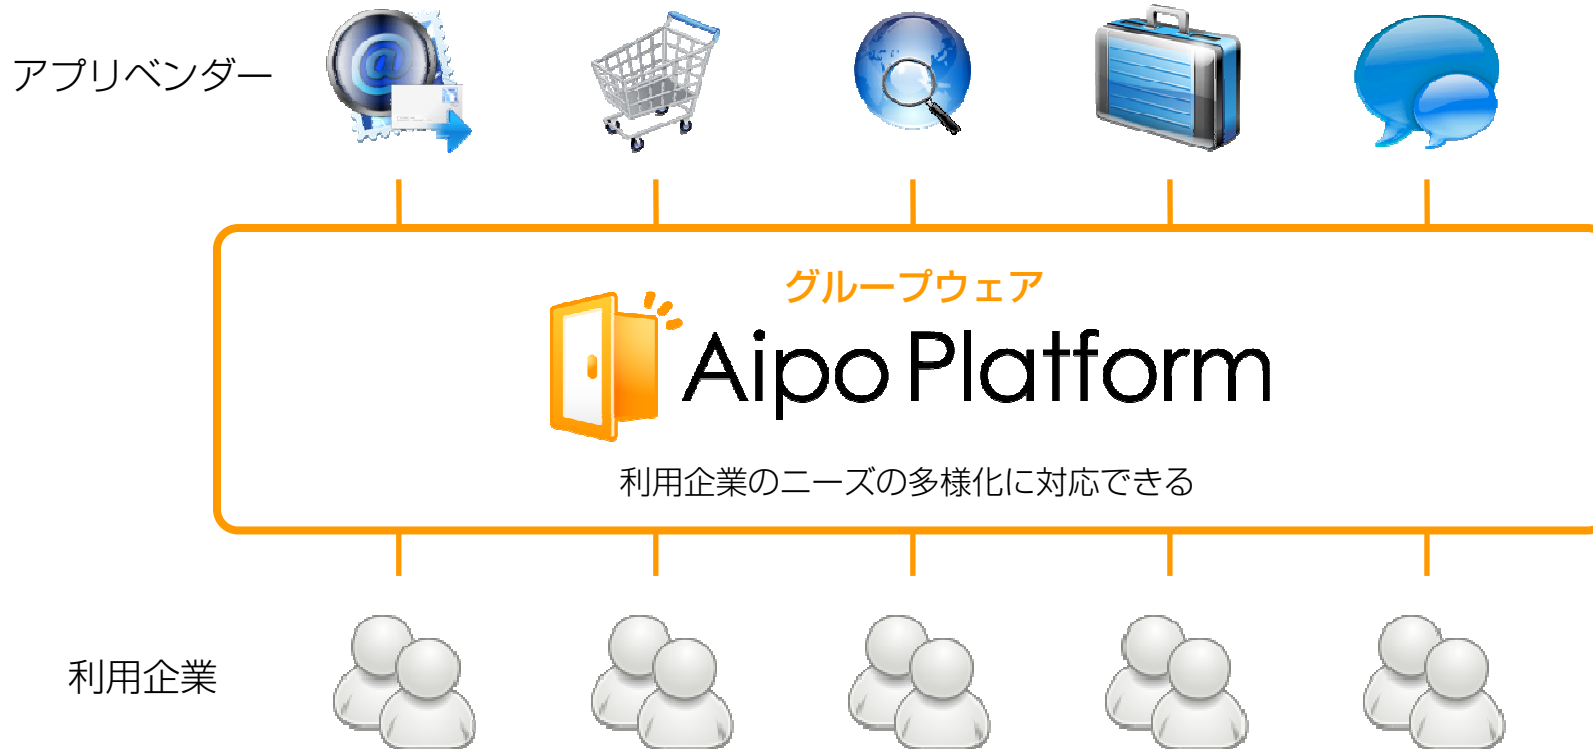 アプリベンダー
グループウェア
Aipo Platform
利用企業のニーズの多様化に対応できる
利用企業